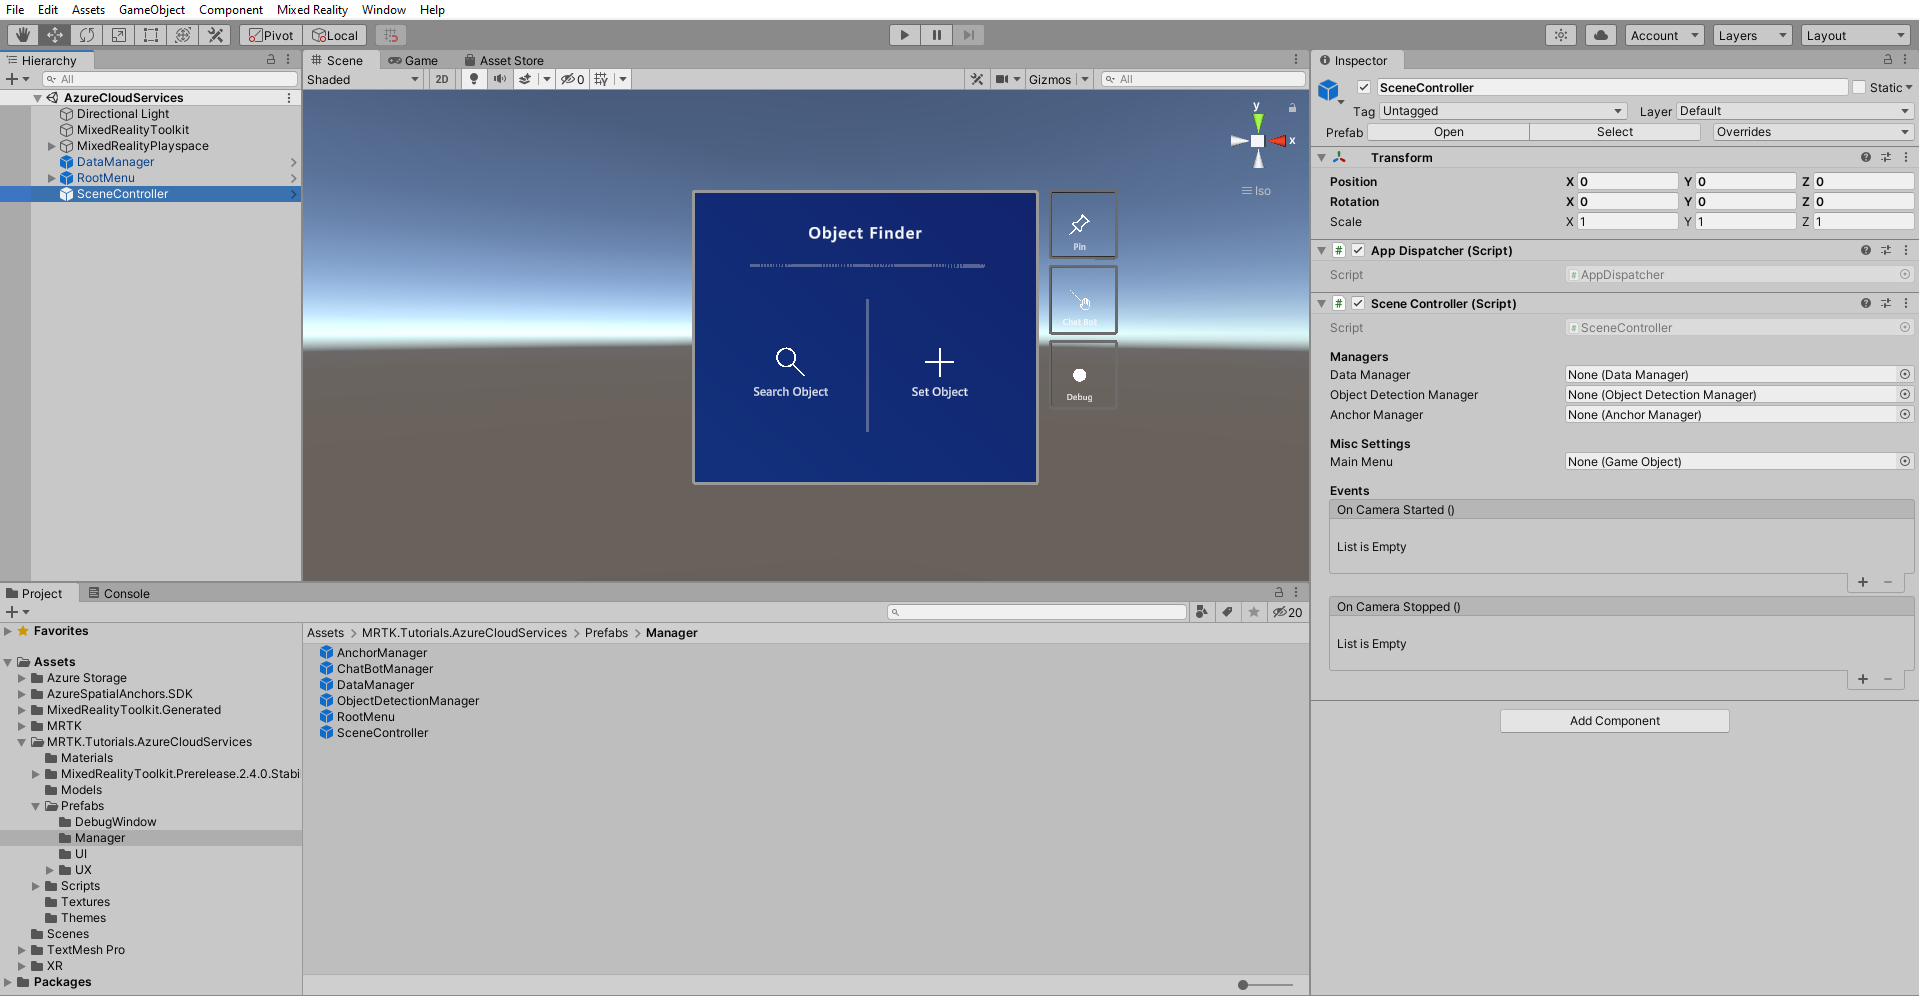 File Edit Assets GameObject Component Mixed Reality Window Help
Pivot Local Account Layers Layout
Hierarchy
All
AzureCloudServices
Directional Light
MixedRealityToolkit
MixedRealityPlayspace
DataManager
RootMenu
SceneController
Scene Game Asset Store
Shaded 2D 0 Gizmos All
y
x
Iso
Object Finder
Search Object
Set Object
Pin
Chat Bot
Debug
Inspector
SceneController Static
Tag Untagged Layer Default
Prefab Open Select Overrides
Transform
Position X 0 Y 0 Z 0
Rotation X 0 Y 0 Z 0
Scale X 1 Y 1 Z 1
# App Dispatcher (Script)
Script # AppDispatcher
# Scene Controller (Script)
Script # SceneController
Managers
Data Manager None (Data Manager)
Object Detection Manager None (Object Detection Manager)
Anchor Manager None (Anchor Manager)
Misc Settings
Main Menu None (Game Object)
Events
On Camera Started ()
List is Empty
+ −
On Camera Stopped ()
List is Empty
+ −
Add Component
Project Console
20
Favorites
Assets
Azure Storage
AzureSpatialAnchors.SDK
MixedRealityToolkit.Generated
MRTK
MRTK.Tutorials.AzureCloudServices
Materials
MixedRealityToolkit.Prerelease.2.4.0.Stabi
Models
Prefabs
DebugWindow
Manager
UI
UX
Scripts
Textures
Themes
Scenes
TextMesh Pro
XR
Packages
Assets > MRTK.Tutorials.AzureCloudServices > Prefabs > Manager
AnchorManager
ChatBotManager
DataManager
ObjectDetectionManager
RootMenu
SceneController